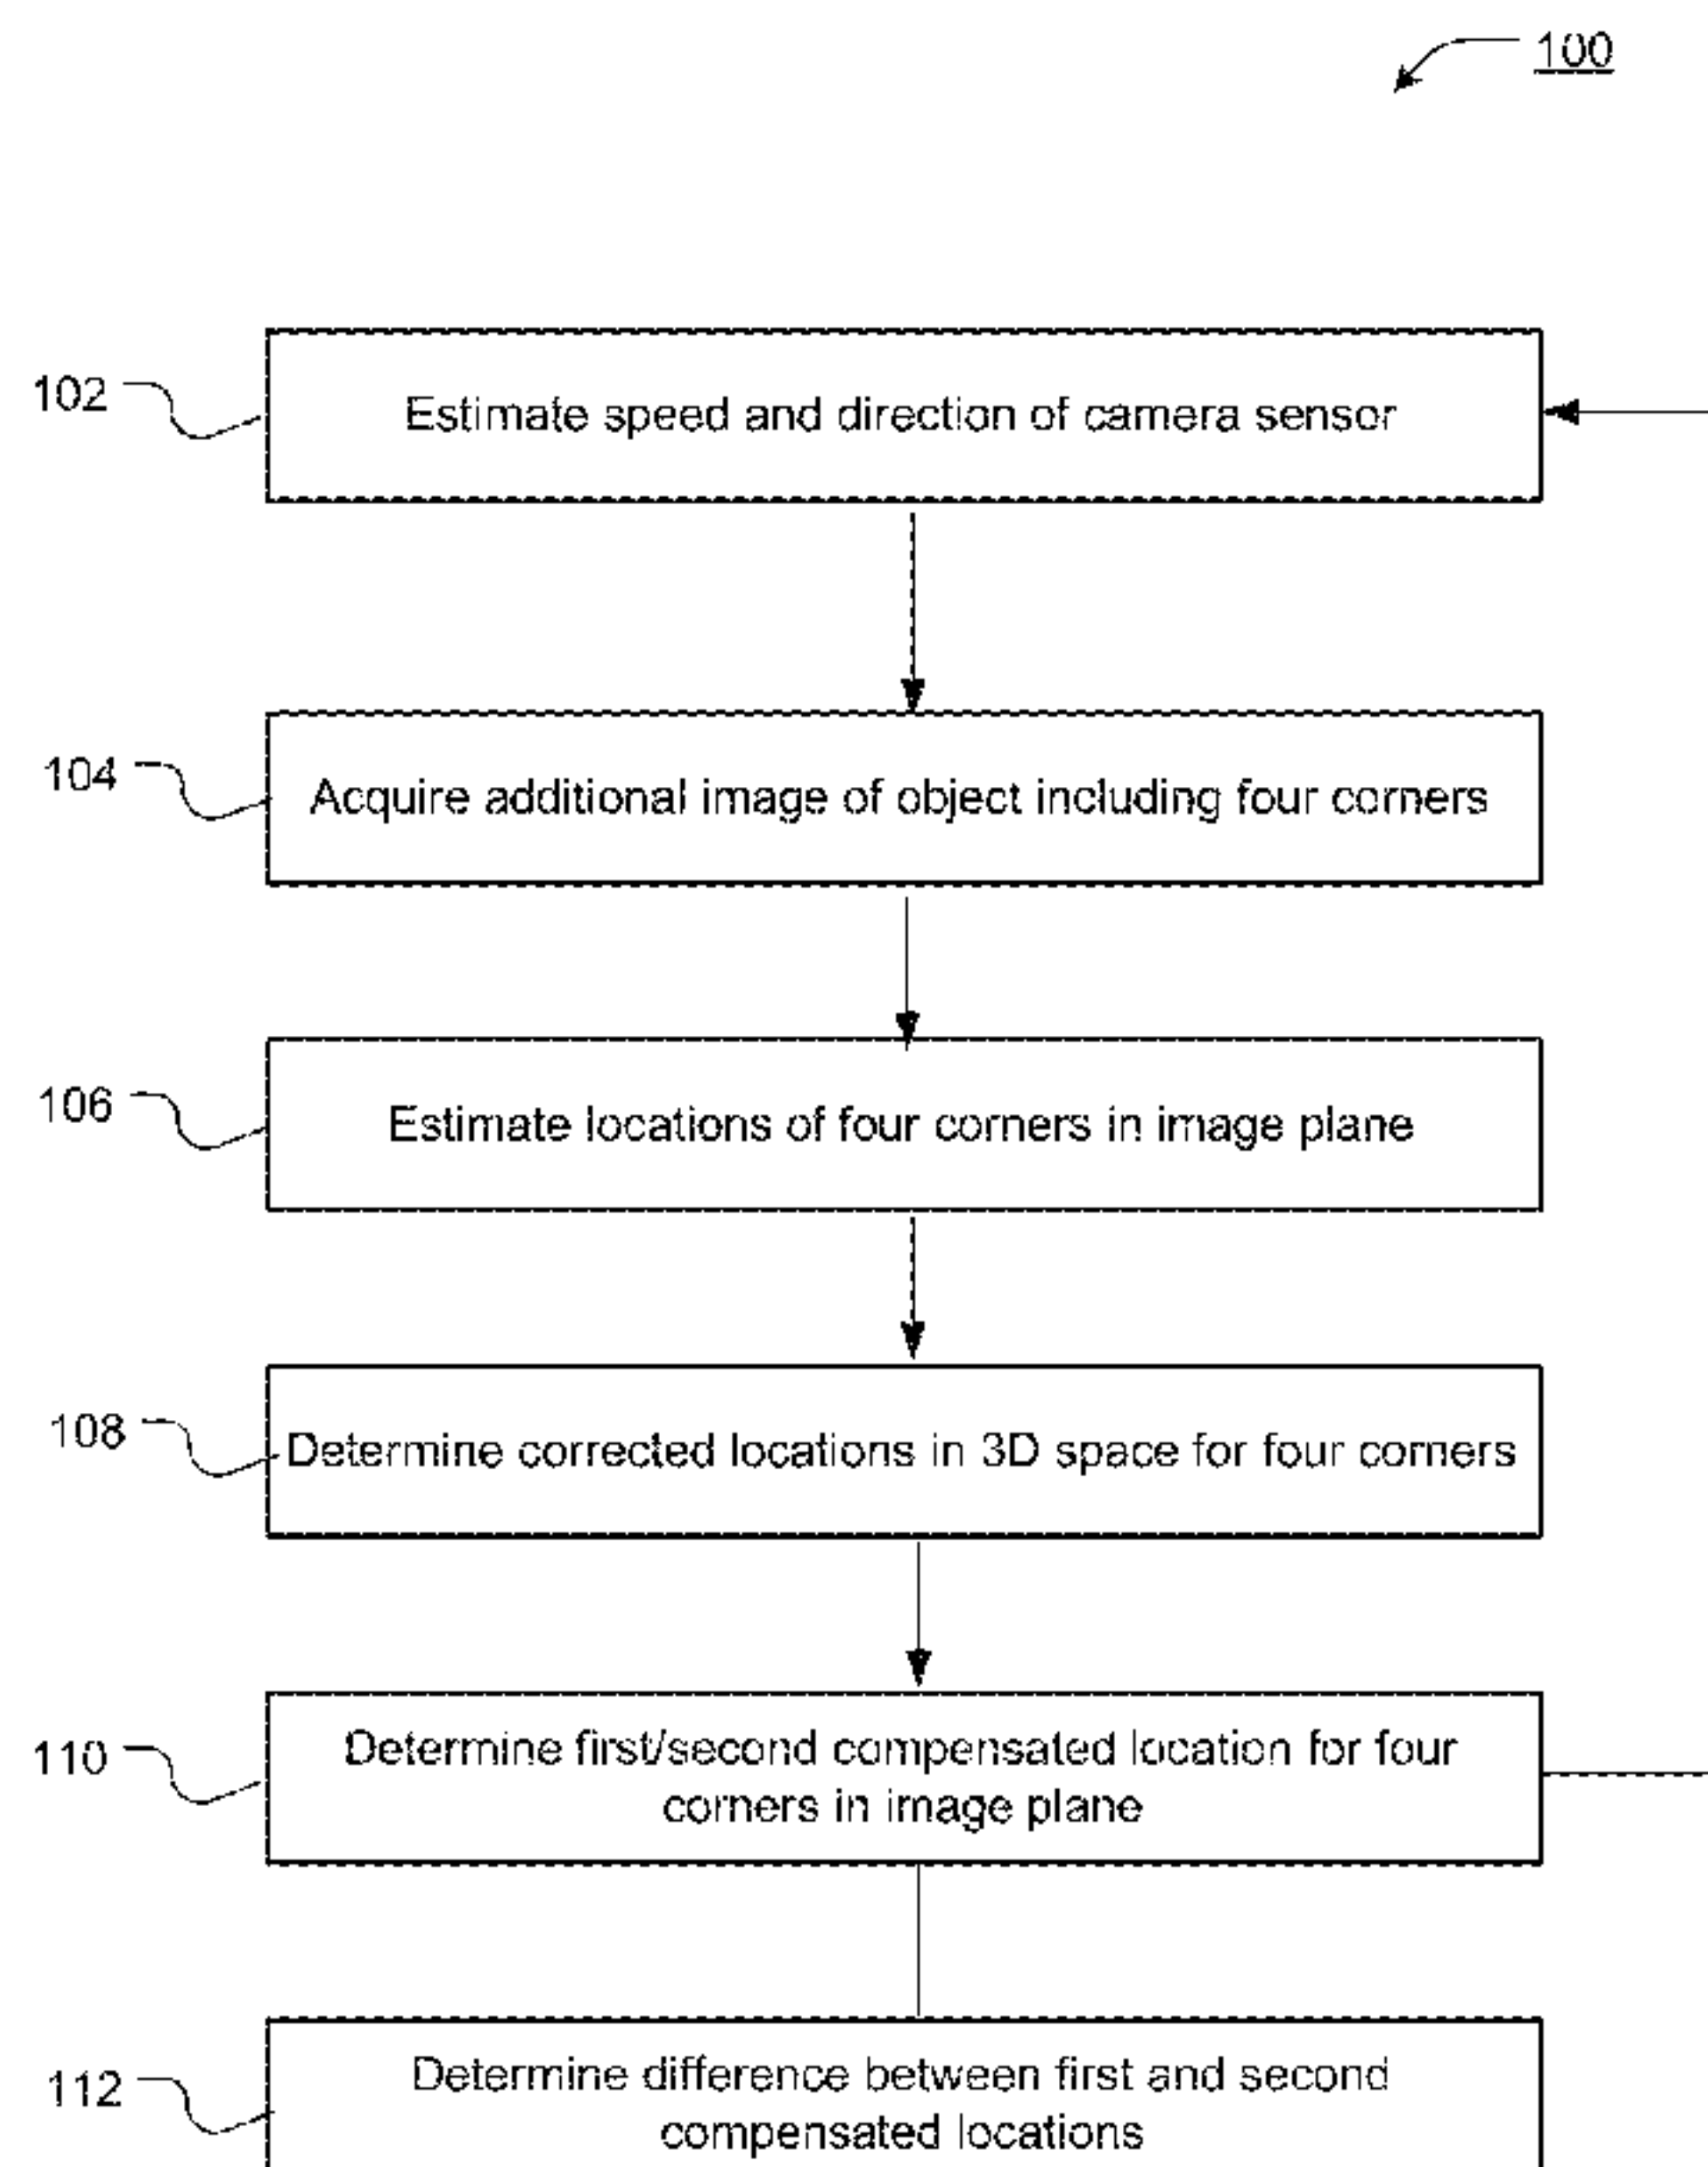 100
102
Estimate speed and direction of camera sensor
104
Acquire additional image of object including four corners
106
Estimate locations of four corners in image plane
108
Determine corrected locations in 3D space for four corners
110
Determine first/second compensated location for four
corners in image plane
112
Determine difference between first and second
compensated locations